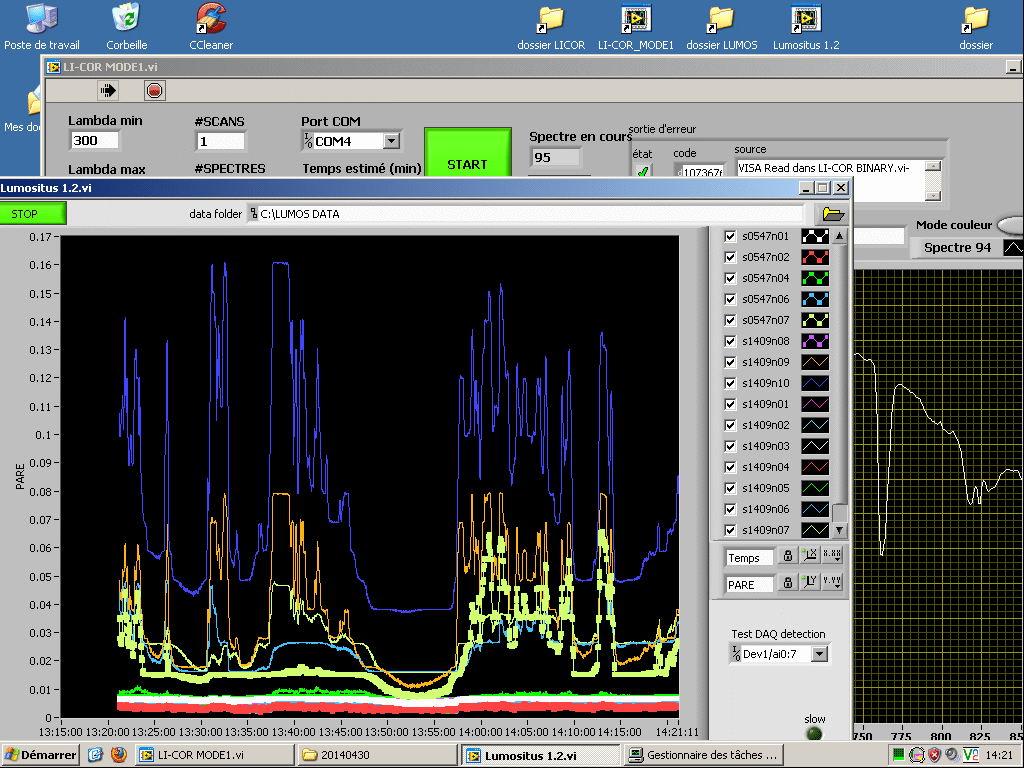 Poste de travail
Corbeille
CCleaner
dossier LICOR
LI-COR_MODE1
dossier LUMOS
Lumositus 1.2
dossier
Mes do
LI-COR MODE1.vi
Lambda min
300
Lambda max
#SCANS
1
#SPECTRES
Port COM
COM4
Temps estimé (min)
START
Spectre en cours
95
sortie d'erreur
état
code
107367
source
VISA Read dans LI-COR BINARY.vi-
Mode couleur
Spectre 94
Lumositus 1.2.vi
STOP
data folder
C:\LUMOS DATA
0.17
0.16
0.15
0.14
0.13
0.12
0.11
0.1
0.09
0.08
0.07
0.06
0.05
0.04
0.03
0.02
0.01
0
PARE
13:15:00
13:20:00
13:25:00
13:30:00
13:35:00
13:40:00
13:45:00
13:50:00
13:55:00
14:00:00
14:05:00
14:10:00
14:15:00
14:21:11
s0547n01
s0547n02
s0547n04
s0547n06
s0547n07
s1409n08
s1409n09
s1409n10
s1409n01
s1409n02
s1409n03
s1409n04
s1409n05
s1409n06
s1409n07
Temps
X
X.XX
PARE
Y
Y.YY
Test DAQ detection
Dev1/ai0:7
slow
750
775
800
825
85
Démarrer
LI-COR MODE1.vi
20140430
Lumositus 1.2.vi
Gestionnaire des tâches ...
14:21